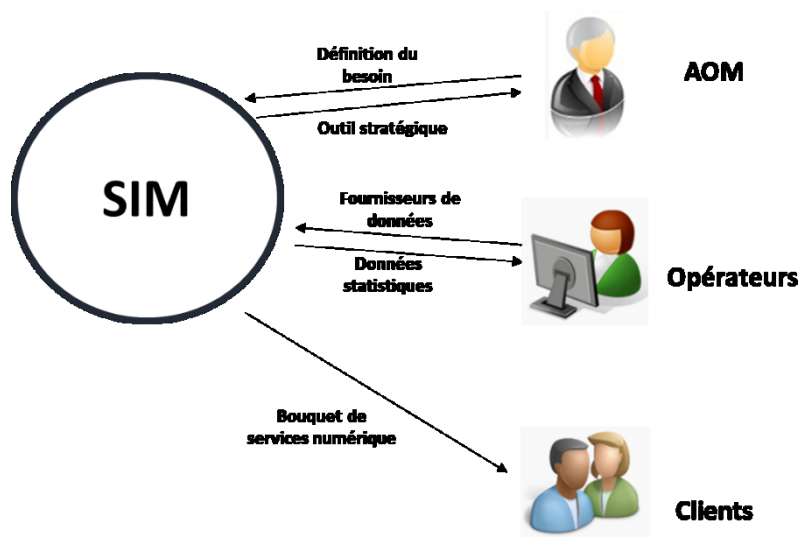 Définition du
besoin
AOM
Outil stratégique
SIM
Fournisseurs de
données
Données
statistiques
Opérateurs
Bouquet de
services numérique
Clients